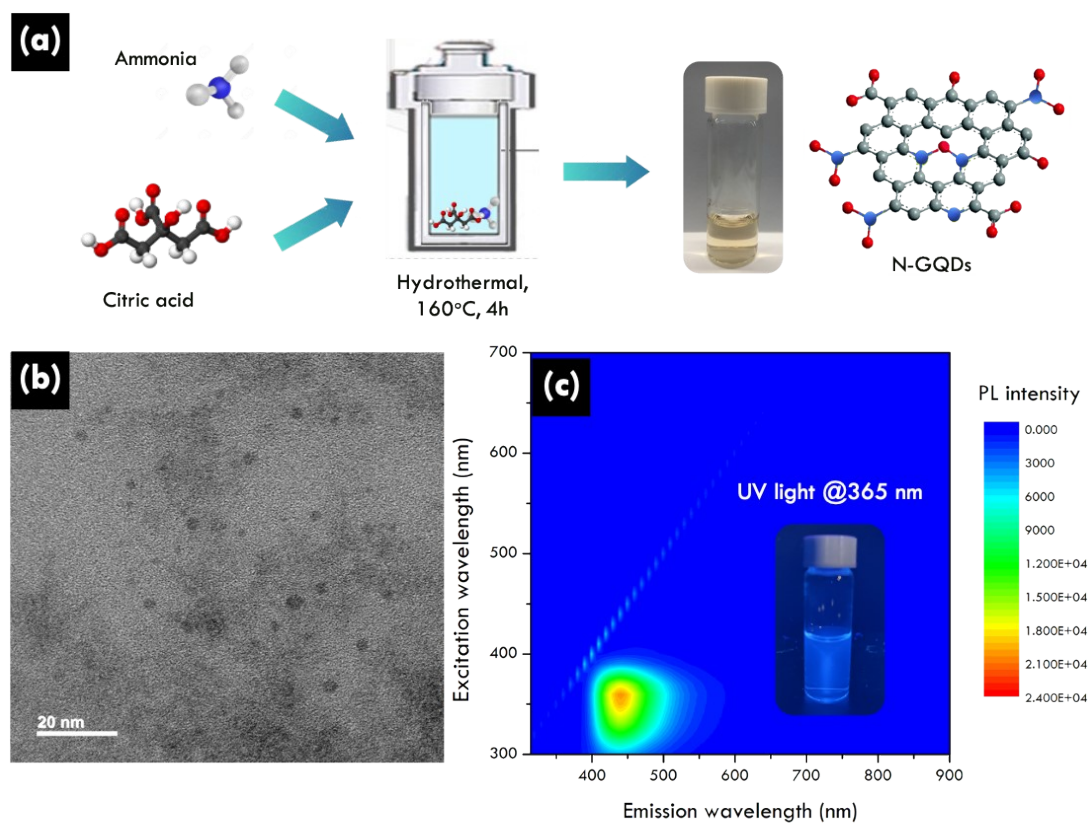 (a)
Ammonia
Citric acid
Hydrothermal,
160°C, 4h
N-GQDs
(b)
20 nm
(c)
700
600
500
400
300
Excitation wavelength (nm)
UV light @365 nm
400 500 600 700 800 900
Emission wavelength (nm)
PL intensity
0.000
3000
6000
9000
1.200E+04
1.500E+04
1.800E+04
2.100E+04
2.400E+04